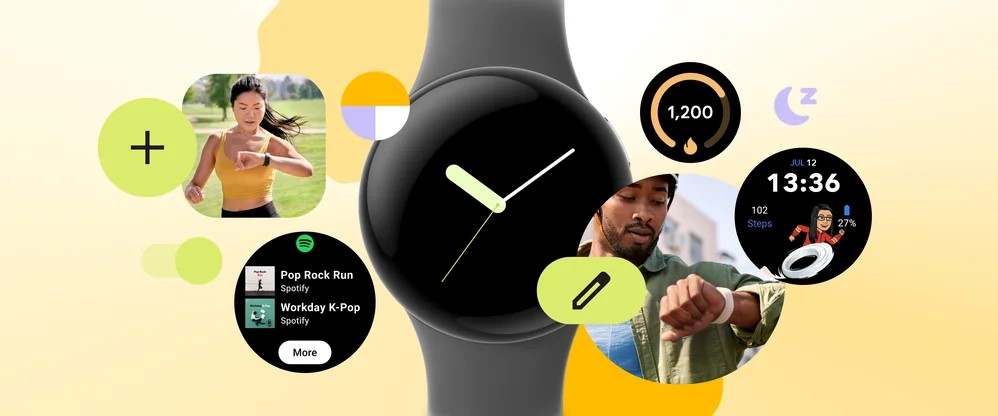 Pop Rock Run
Spotify
Workday K-Pop
Spotify
More
1,200
z
JUL 12
13:36
102
Steps
27%